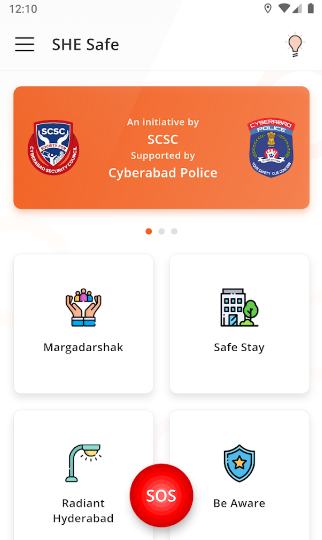 12:10
SHE Safe
An initiative by
SCSC
Supported by
Cyberabad Police
SCSC
CYBERABAD SECURITY COUNCIL
CYBERABAD
POLICE
Margadarshak
Safe Stay
Radiant
Hyderabad
SOS
Be Aware